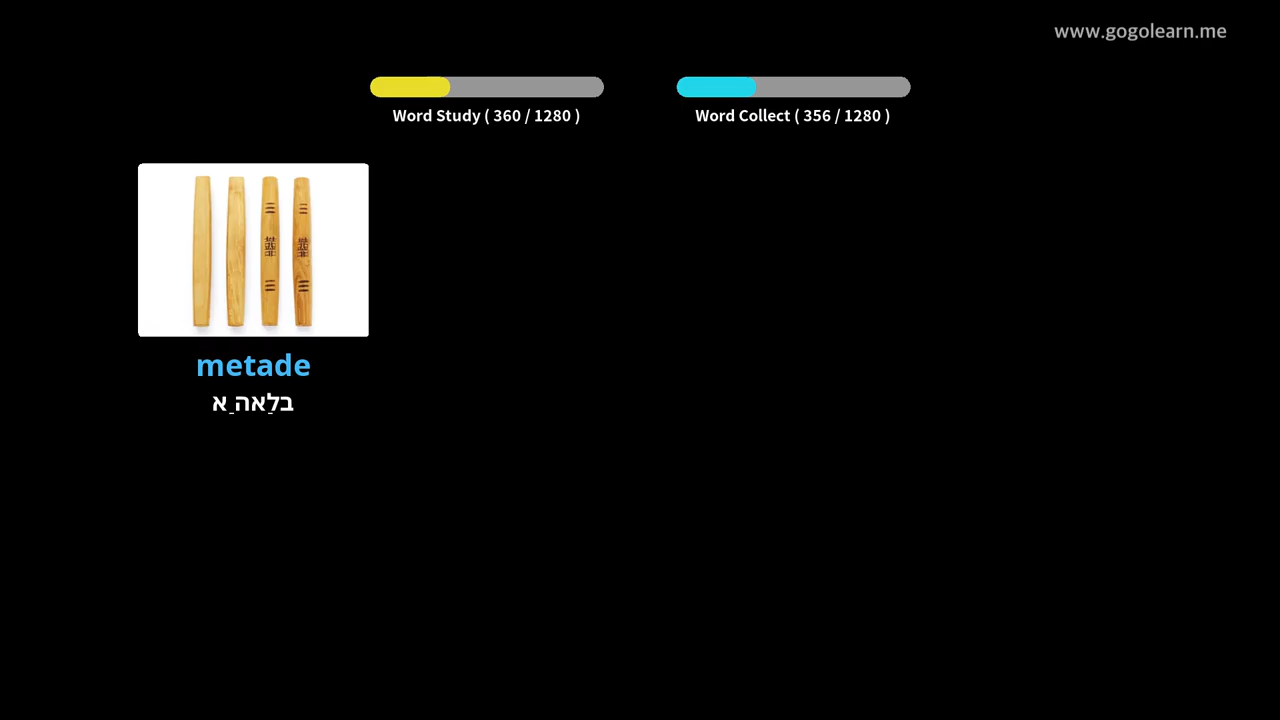 www.gogolearn.me
Word Study ( 360 / 1280 )
Word Collect ( 356 / 1280 )
metade
בלַאהַ א